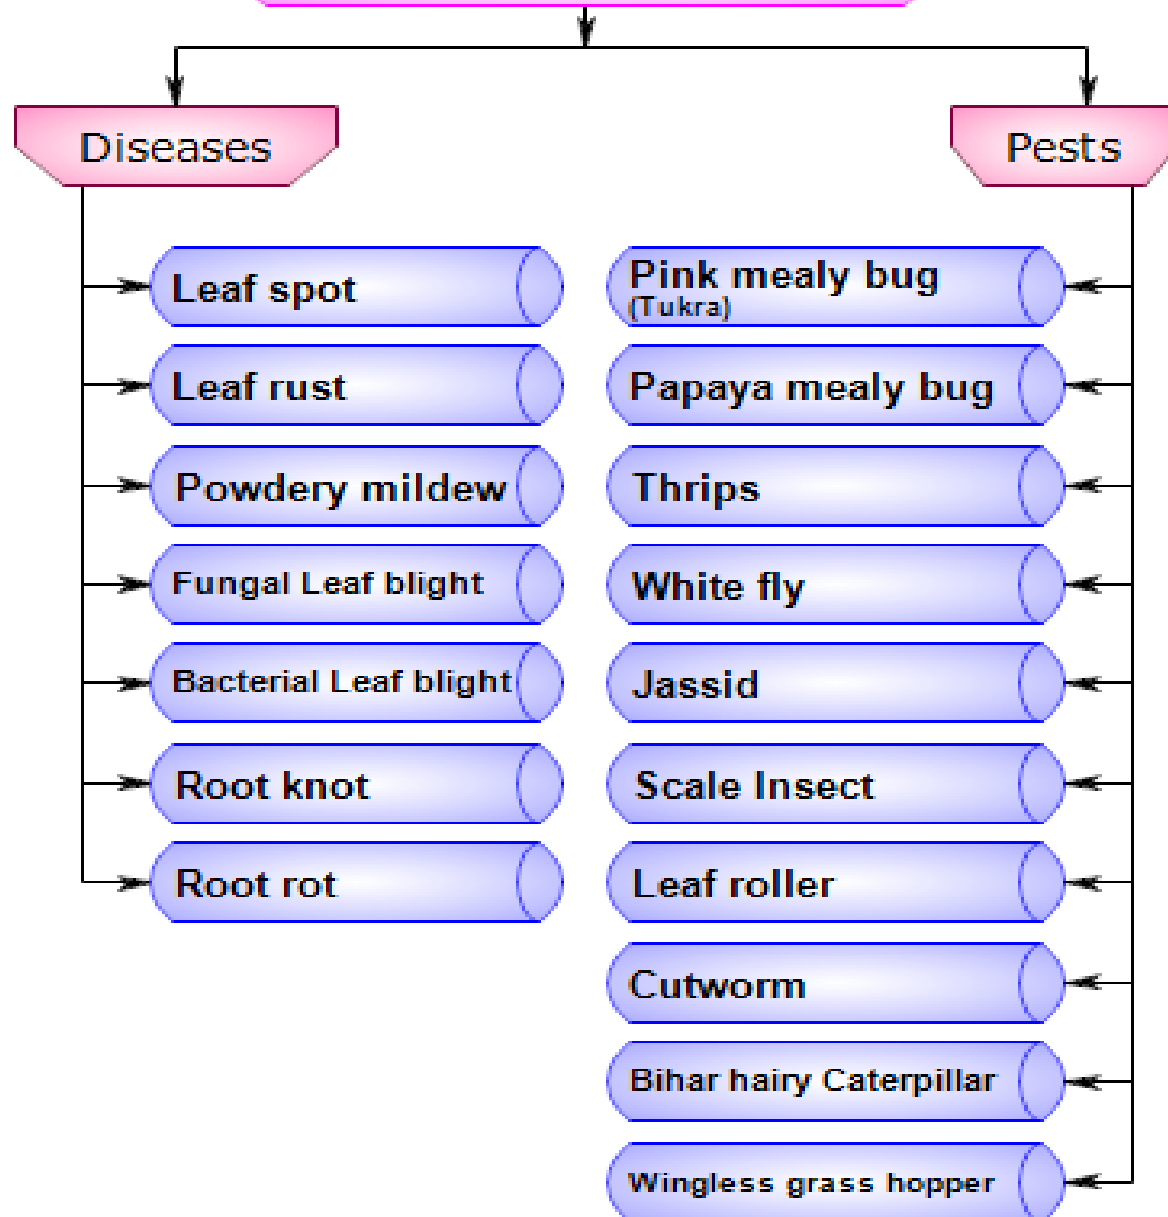 Diseases
Pests
Leaf spot
Leaf rust
Powdery mildew
Fungal Leaf blight
Bacterial Leaf blight
Root knot
Root rot
Pink mealy bug
(Tukra)
Papaya mealy bug
Thrips
White fly
Jassid
Scale Insect
Leaf roller
Cutworm
Bihar hairy Caterpillar
Wingless grass hopper